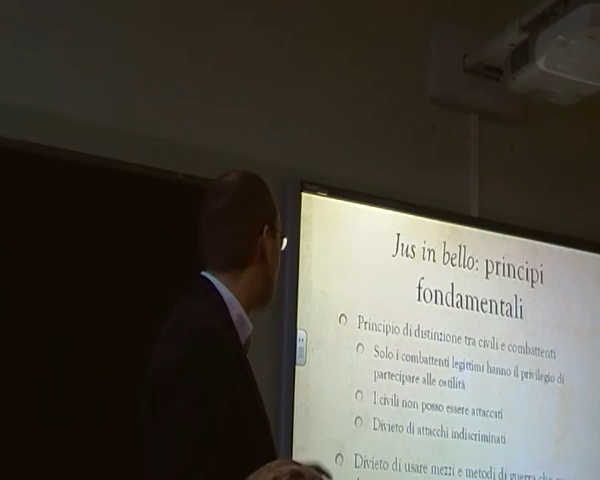 Jus in bello: principi
fondamentali
Principio di distinzione tra civili e combattenti
Solo i combattenti legittimi hanno il privilegio di
partecipare alle ostilità
I civili non posso essere attaccati
Divieto di attacchi indiscriminati
Divieto di usare mezzi e metodi di guerra che